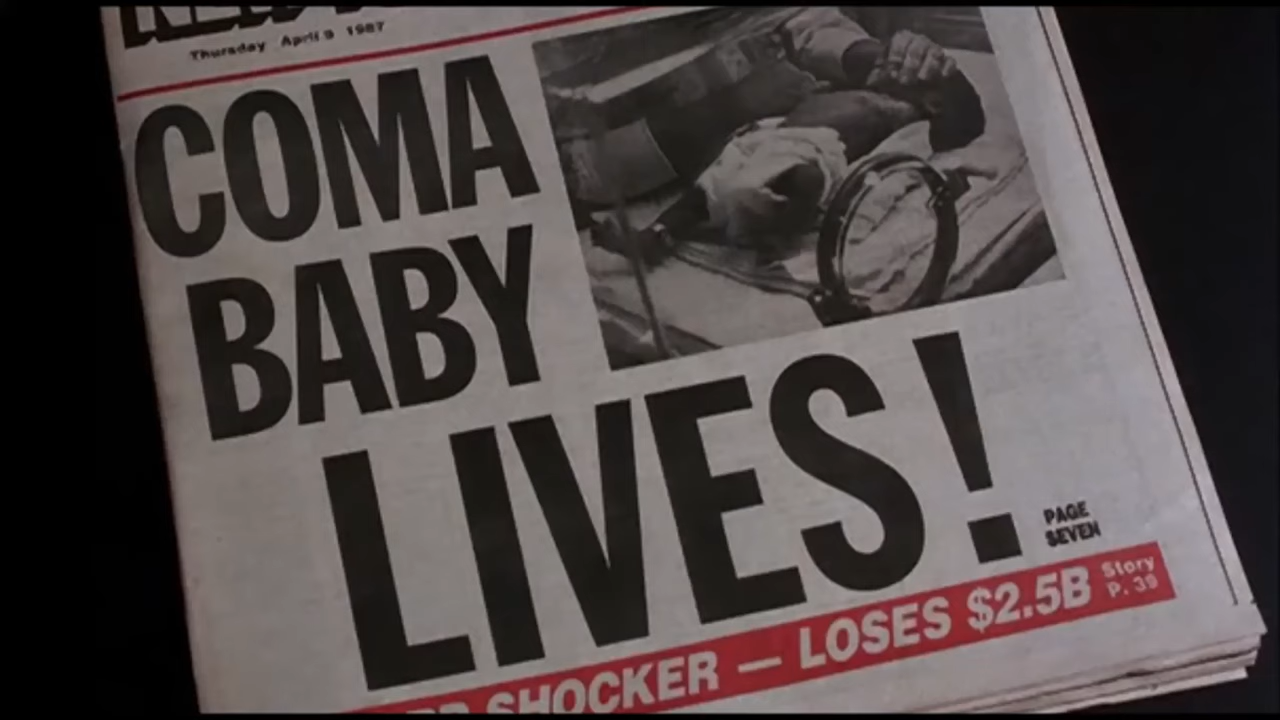 Thursday April 9 1987
COMA
BABY
LIVES!
PAGE
SEVEN
SHOCKER — LOSES $2.5B
Story
P. 39